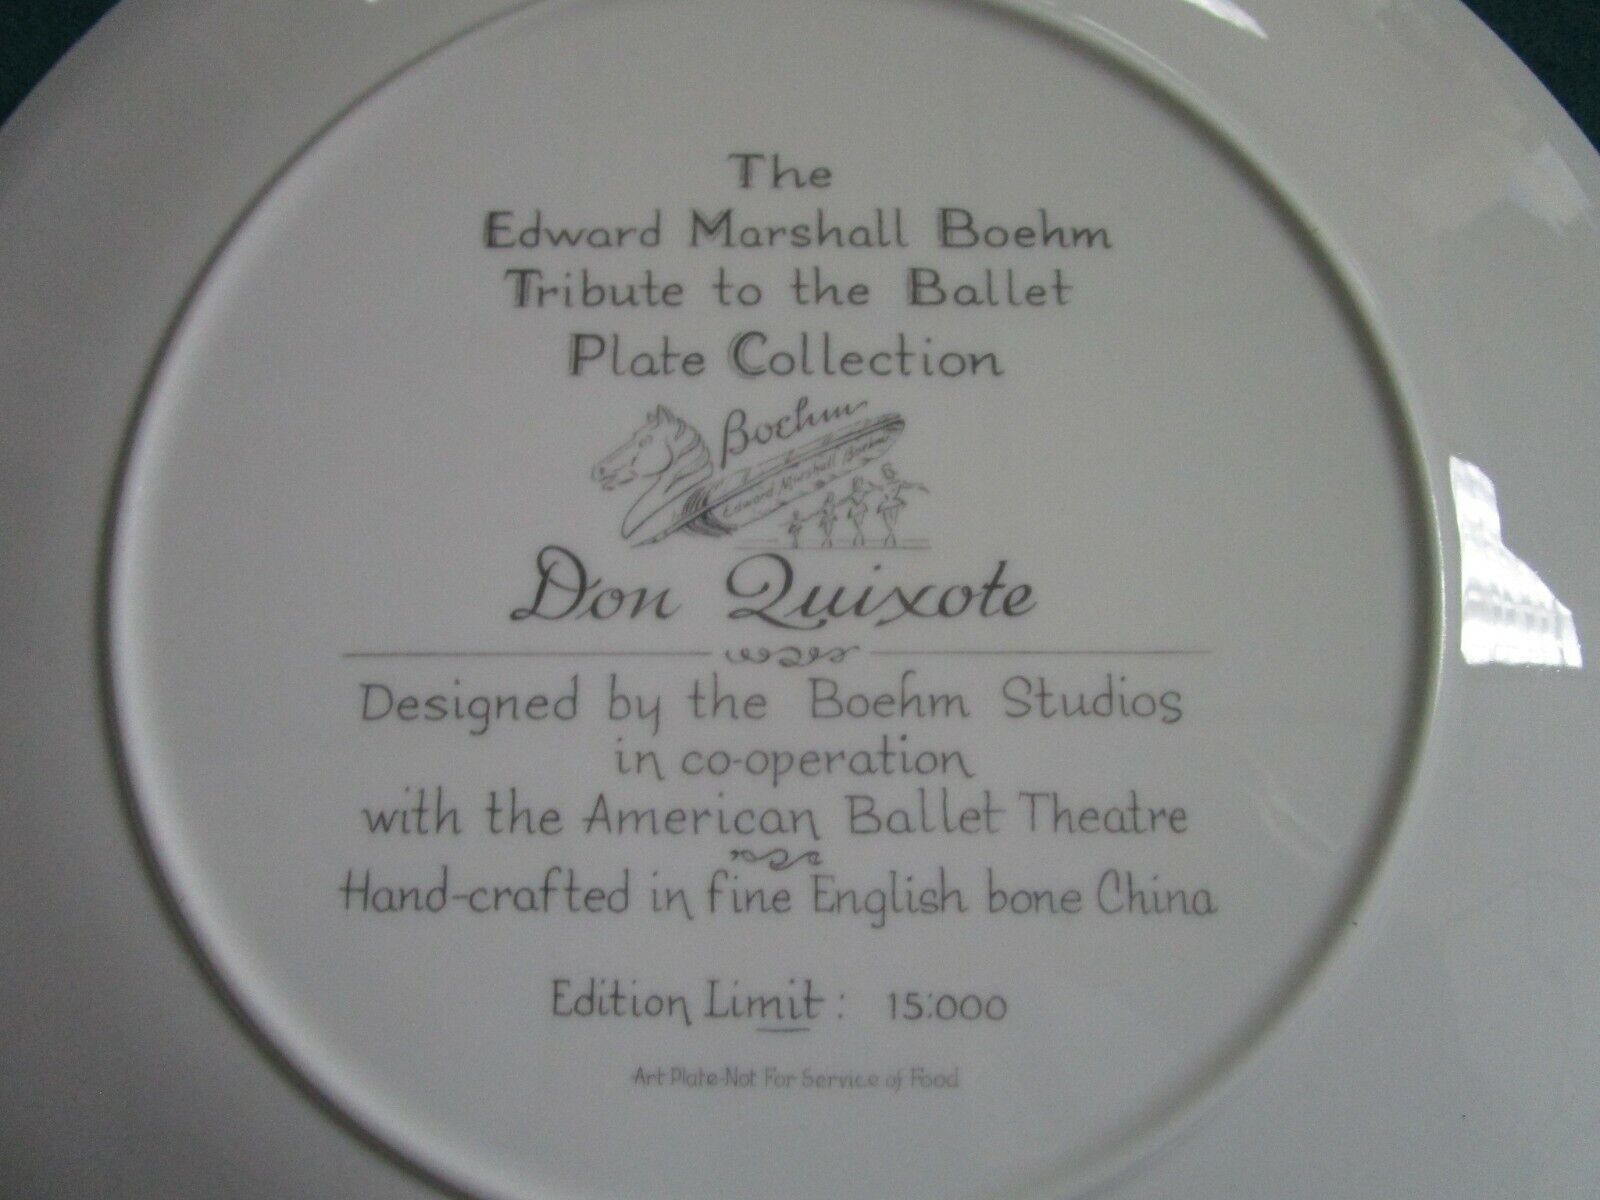 The
Edward Marshall Boehm
Tribute to the Ballet
Plate Collection
Boehm
Edward Marshall Boehm
Don Quixote
Designed by the Boehm Studios
in co-operation
with the American Ballet Theatre
Hand-crafted in fine English bone China
Edition Limit: 15:000
Art Plate-Not For Service of Food